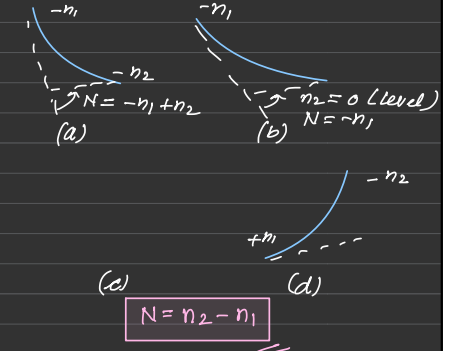 -n₁
-n₁
- n₂
N = -n₁ + n₂
n₂ = 0 (level)
N = -n₁
(a)
(b)
- n₂
+n₁
(c)
(d)
N = n₂ - n₁